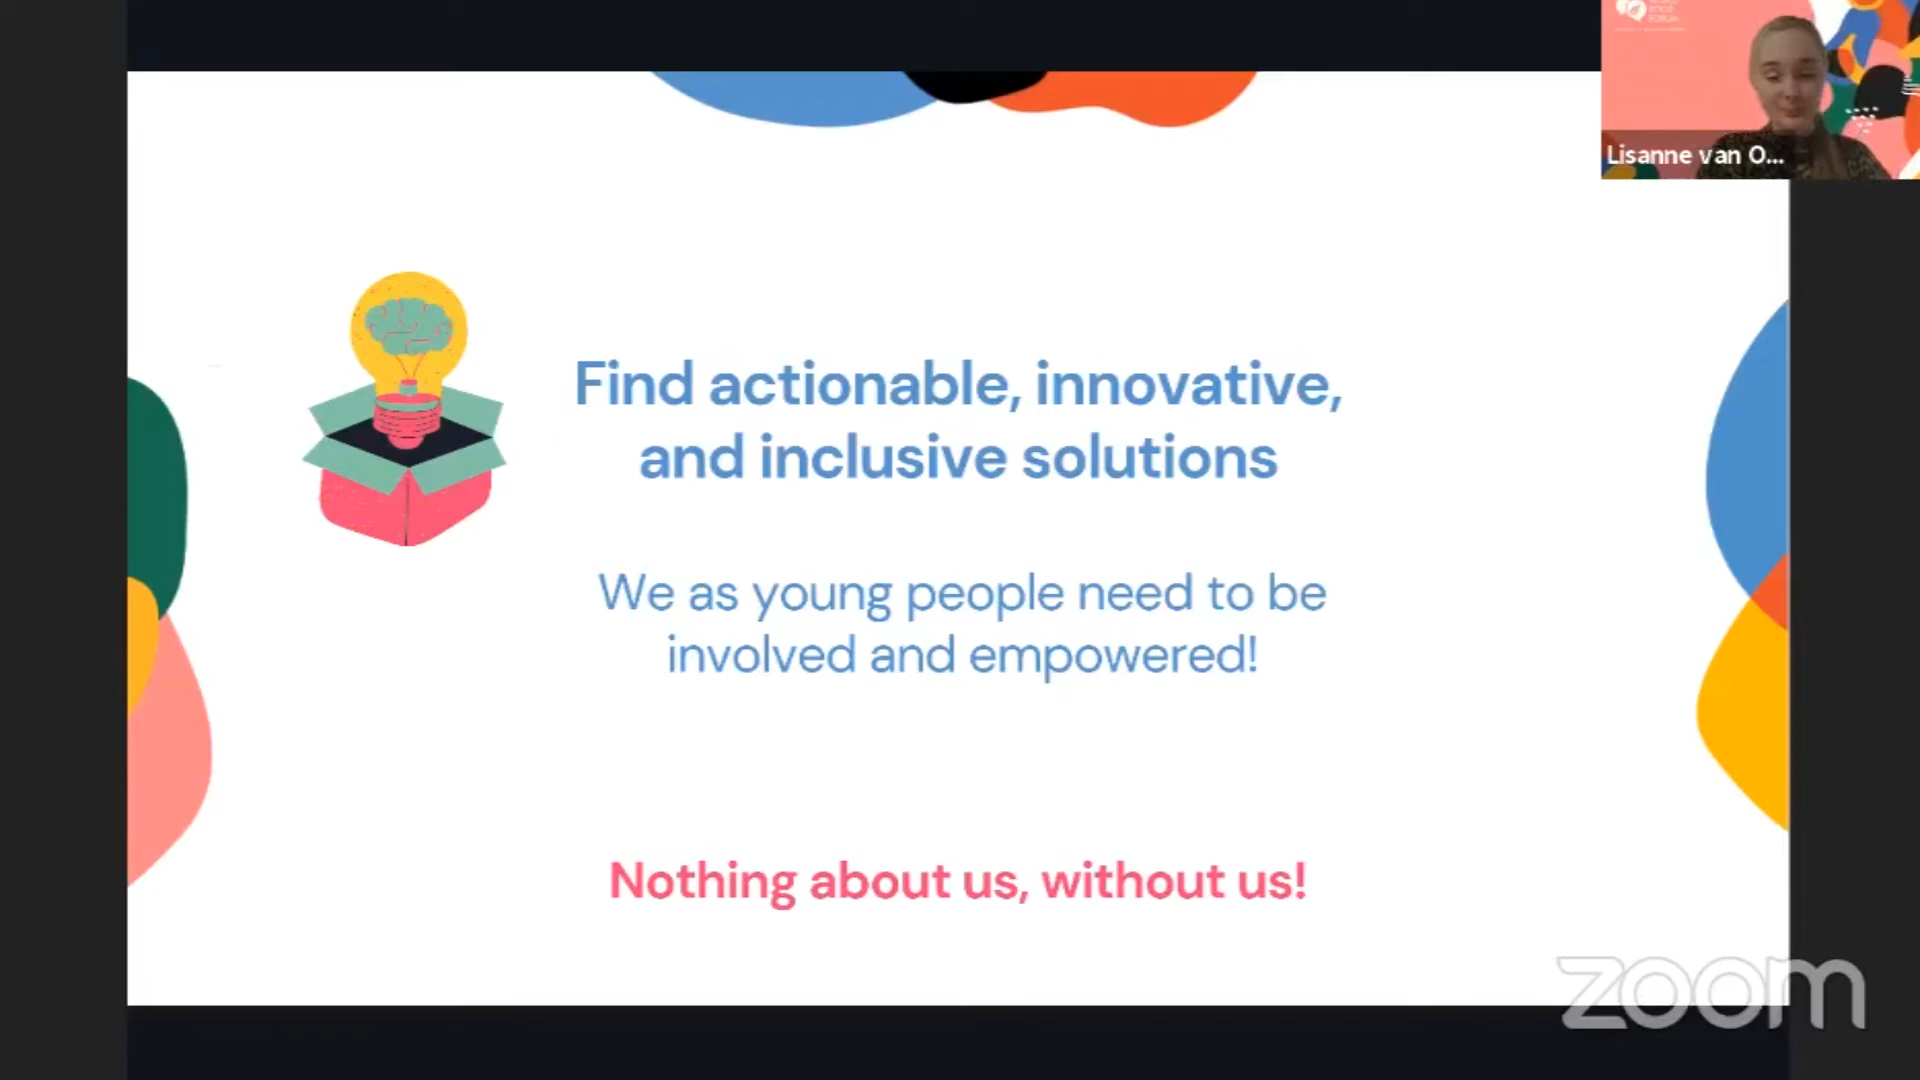 Lisanne van O...
Find actionable, innovative,
and inclusive solutions
We as young people need to be
involved and empowered!
Nothing about us, without us!
zoom